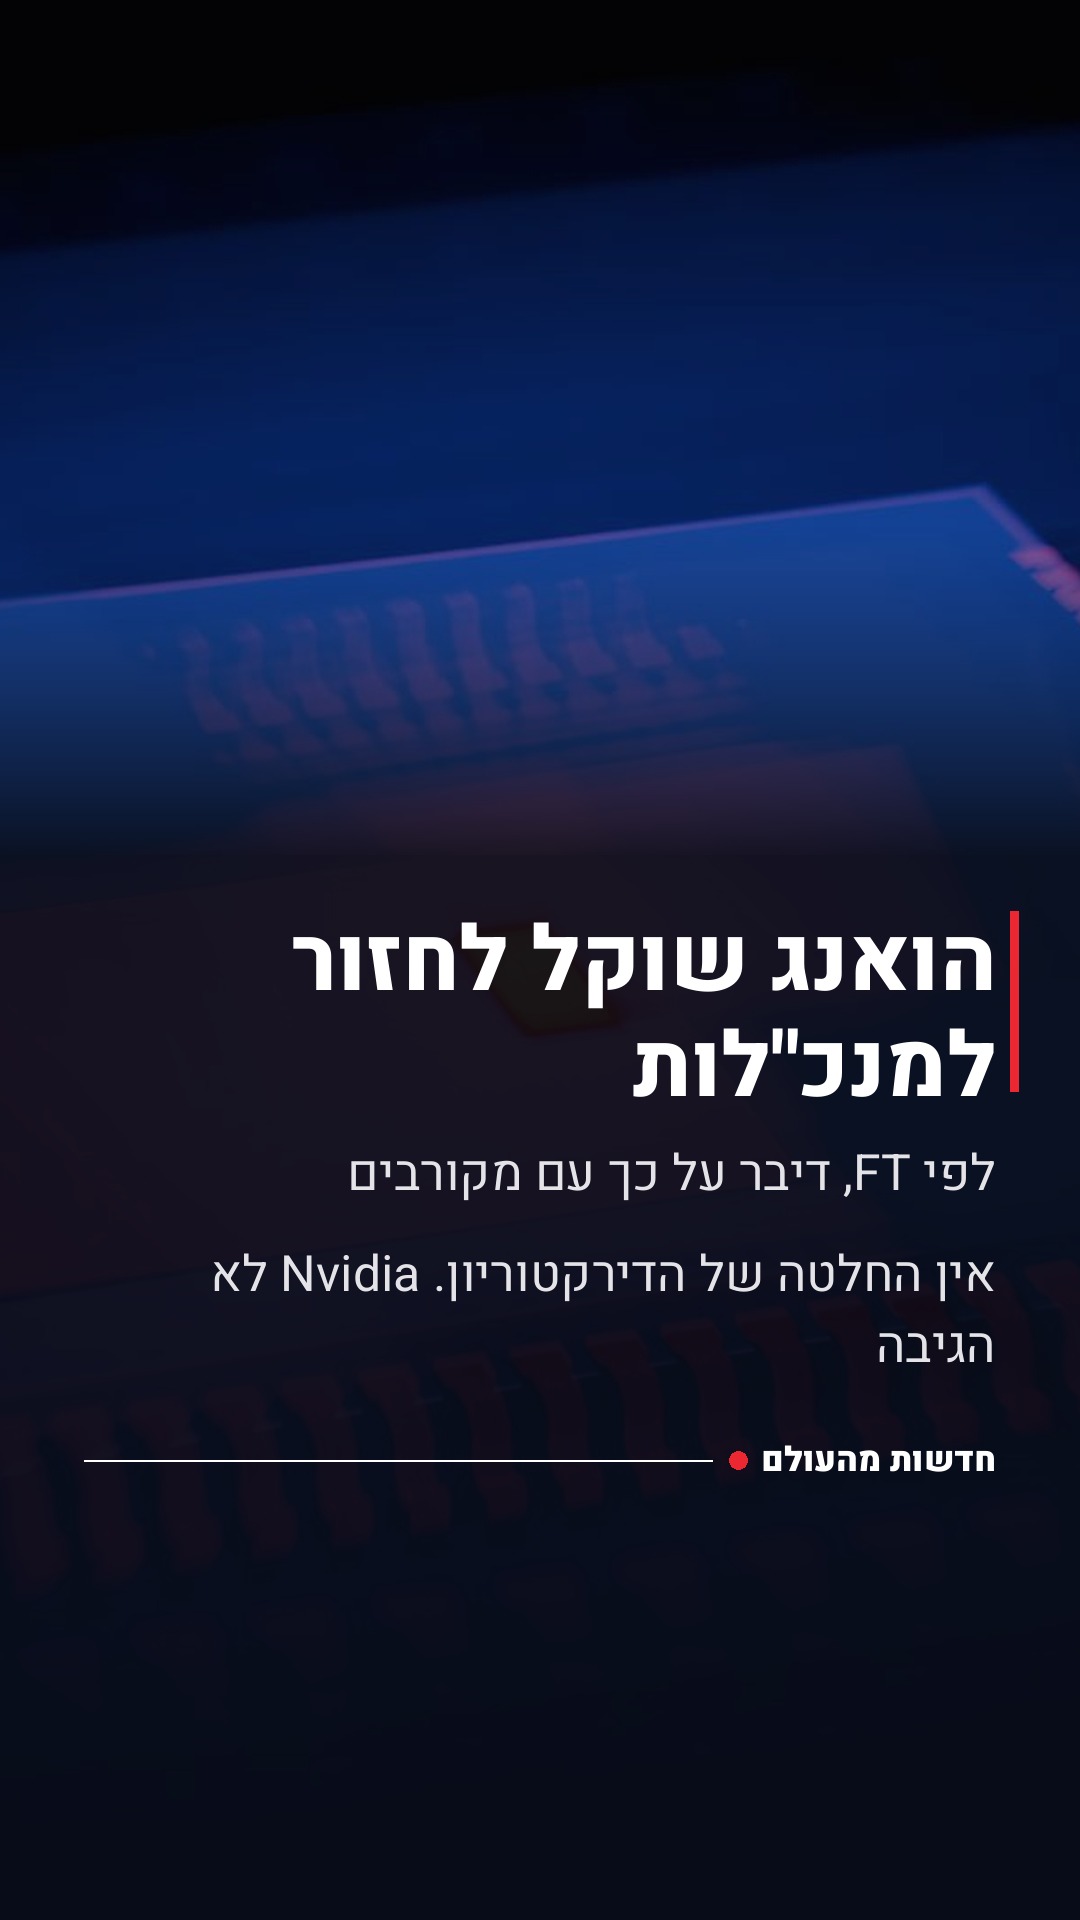 הואנג שוקל לחזור
למנכ"לות
לפי FT, דיבר על כך עם מקורבים
אין החלטה של הדירקטוריון. Nvidia לא
הגיבה
חדשות מהעולם